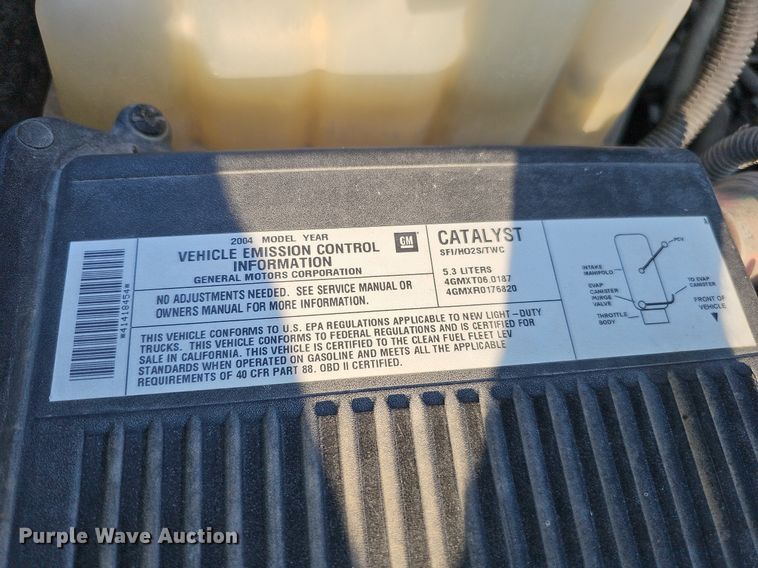 2004 MODEL YEAR
VEHICLE EMISSION CONTROL
INFORMATION
GENERAL MOTORS CORPORATION
GM
NO ADJUSTMENTS NEEDED. SEE SERVICE MANUAL OR
OWNERS MANUAL FOR MORE INFORMATION.
CATALYST
SFI/HO2S/TWC
5.3 LITERS
4GMXT06.0187
4GMXR0176820
THIS VEHICLE CONFORMS TO U.S. EPA REGULATIONS APPLICABLE TO NEW LIGHT-DUTY
TRUCKS. THIS VEHICLE CONFORMS TO FEDERAL REGULATIONS AND IS CERTIFIED FOR
SALE IN CALIFORNIA. THIS VEHICLE IS CERTIFIED TO THE CLEAN FUEL FLEET LEV
STANDARDS WHEN OPERATED ON GASOLINE AND MEETS ALL THE APPLICABLE
REQUIREMENTS OF 40 CFR PART 88. OBD II CERTIFIED.
*41418454*
PCV
INTAKE
MANIFOLD
EVAP
CANISTER
PURGE
VALVE
THROTTLE
BODY
TO EVAP
CANISTER
FRONT OF
VEHICLE
Purple Wave Auction